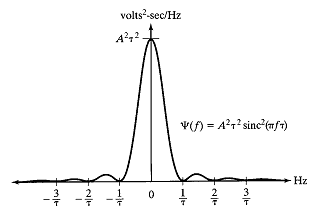 volts²-sec/Hz
A²τ²
Ψ(f) = A²τ² sinc²(πfτ)
Hz
-3/τ -2/τ -1/τ 0 1/τ 2/τ 3/τ